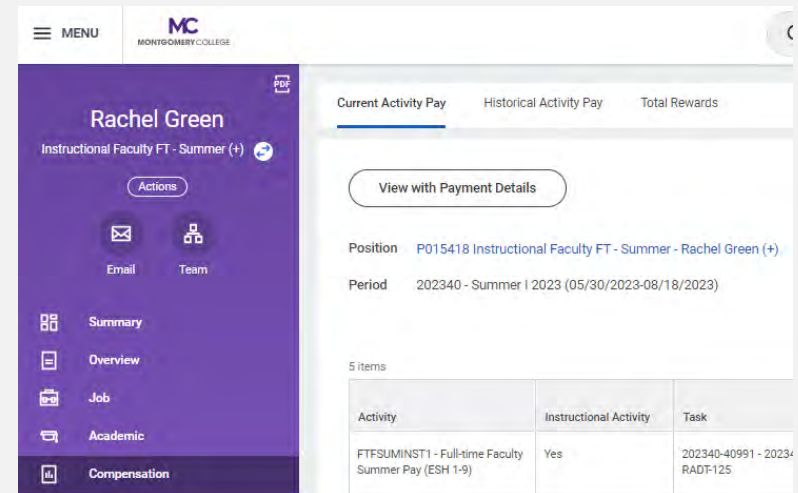 MENU
MC
MONTGOMERY COLLEGE
PDF
Rachel Green
Instructional Faculty FT - Summer (+)
Actions
Email Team
Summary
Overview
Job
Academic
Compensation
Current Activity Pay Historical Activity Pay Total Rewards
View with Payment Details
Position P015418 Instructional Faculty FT - Summer - Rachel Green (+)
Period 202340 - Summer I 2023 (05/30/2023-08/18/2023)
5 items
Activity Instructional Activity Task
FTFSUMINST1 - Full-time Faculty Yes 202340-40991 - 20234
Summer Pay (ESH 1-9) RADT-125